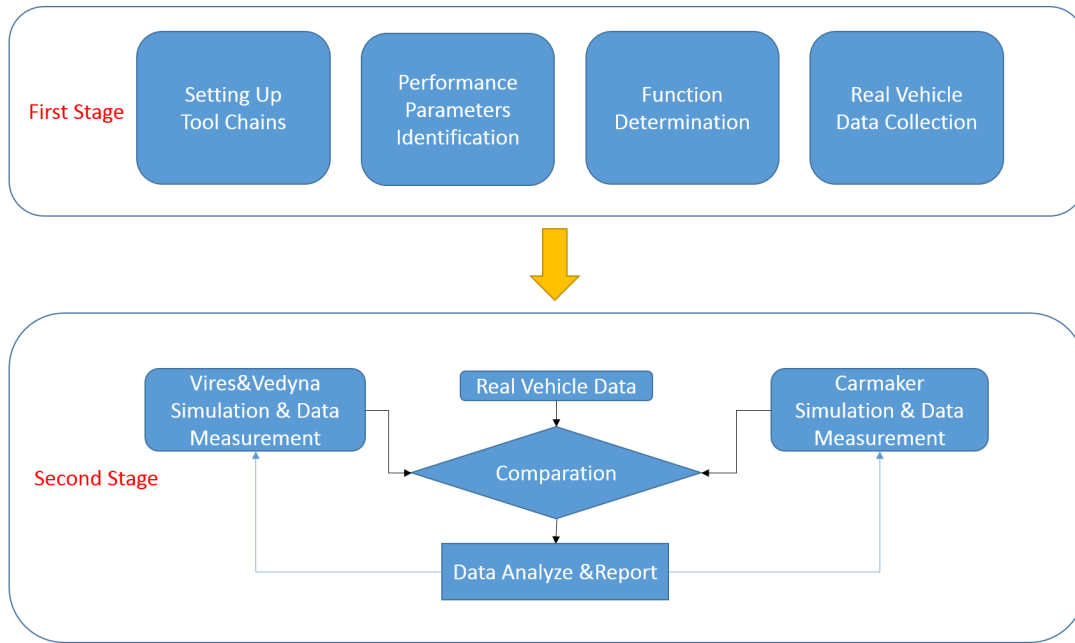 First Stage
Setting Up
Tool Chains
Performance
Parameters
Identification
Function
Determination
Real Vehicle
Data Collection
Second Stage
Vires&Vedyna
Simulation & Data
Measurement
Real Vehicle Data
Carmaker
Simulation & Data
Measurement
Comparation
Data Analyze &Report